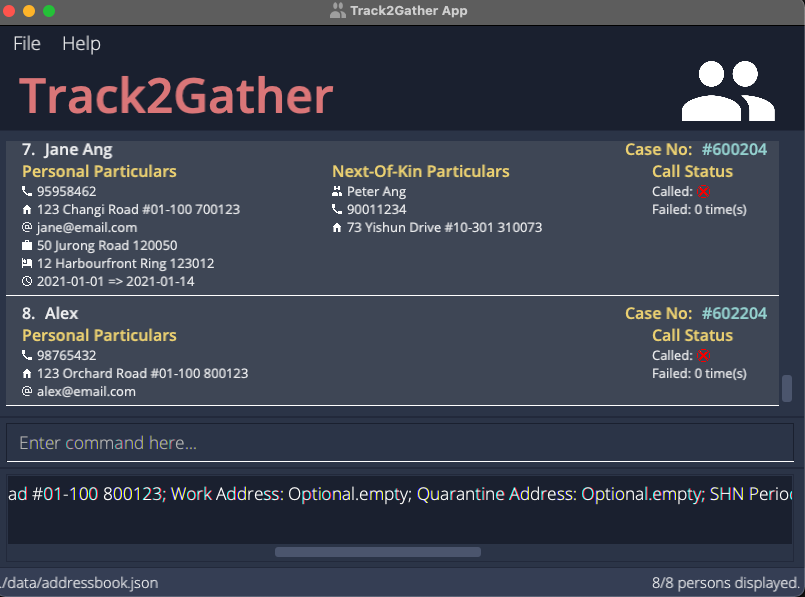 Track2Gather App
File Help
Track2Gather
7. Jane Ang Case No: #600204
Personal Particulars Next-Of-Kin Particulars Call Status
95958462 Peter Ang Called:
123 Changi Road #01-100 700123 90011234 Failed: 0 time(s)
@ jane@email.com 73 Yishun Drive #10-301 310073
50 Jurong Road 120050
12 Harbourfront Ring 123012
2021-01-01 => 2021-01-14
8. Alex Case No: #602204
Personal Particulars Call Status
98765432 Called:
123 Orchard Road #01-100 800123 Failed: 0 time(s)
@ alex@email.com
Enter command here...
ad #01-100 800123; Work Address: Optional.empty; Quarantine Address: Optional.empty; SHN Perio
./data/addressbook.json 8/8 persons displayed.